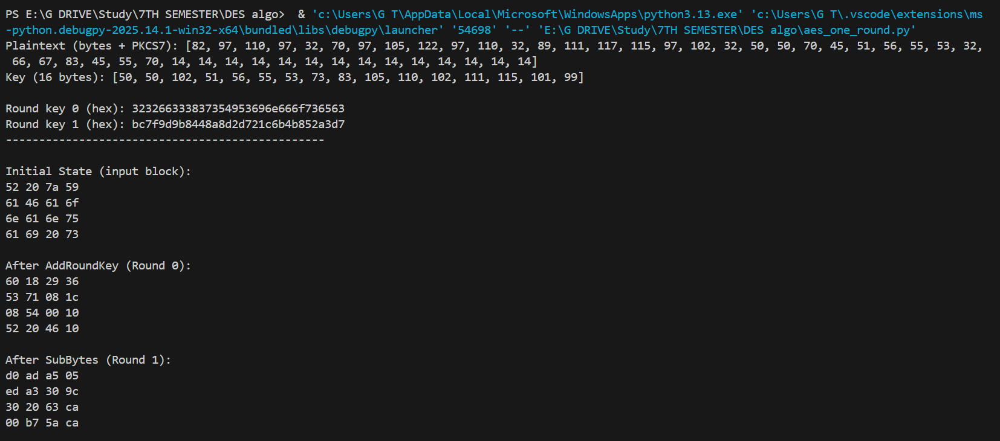 PS E:\G DRIVE\Study\7TH SEMESTER\DES algo>  & 'c:\Users\G T\AppData\Local\Microsoft\WindowsApps\python3.13.exe' 'c:\Users\G T\.vscode\extensions\ms
-python.debugpy-2025.14.1-win32-x64\bundled\libs\debugpy\launcher' '54698' '--' 'E:\G DRIVE\Study\7TH SEMESTER\DES algo\aes_one_round.py'
Plaintext (bytes + PKCS7): [82, 97, 110, 97, 32, 70, 97, 105, 122, 97, 110, 32, 89, 111, 117, 115, 97, 102, 32, 50, 50, 70, 45, 51, 56, 55, 53, 32,
 66, 67, 83, 45, 55, 70, 14, 14, 14, 14, 14, 14, 14, 14, 14, 14, 14, 14, 14, 14]
Key (16 bytes): [50, 50, 102, 51, 56, 55, 53, 73, 83, 105, 110, 102, 111, 115, 101, 99]

Round key 0 (hex): 323266333837354953696e666f736563
Round key 1 (hex): bc7f9d9b8448a8d2d721c6b4b852a3d7
------------------------------------------------

Initial State (input block):
52 20 7a 59
61 46 61 6f
6e 61 6e 75
61 69 20 73

After AddRoundKey (Round 0):
60 18 29 36
53 71 08 1c
08 54 00 10
52 20 46 10

After SubBytes (Round 1):
d0 ad a5 05
ed a3 30 9c
30 20 63 ca
00 b7 5a ca